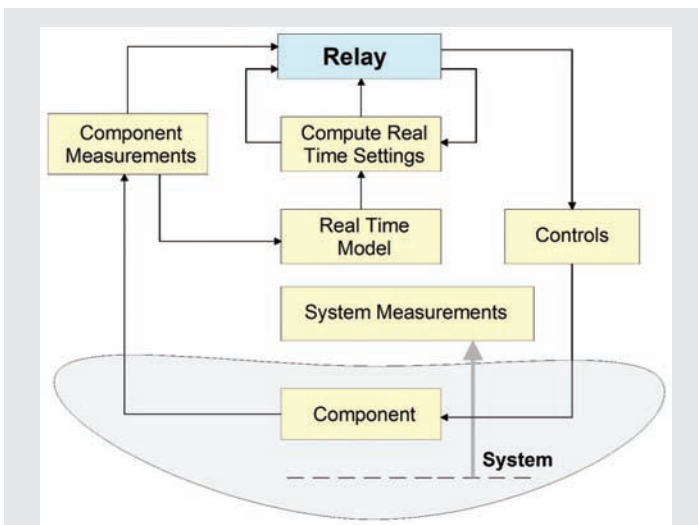 Relay
Component
Measurements
Compute Real
Time Settings
Real Time
Model
Controls
System Measurements
Component
System